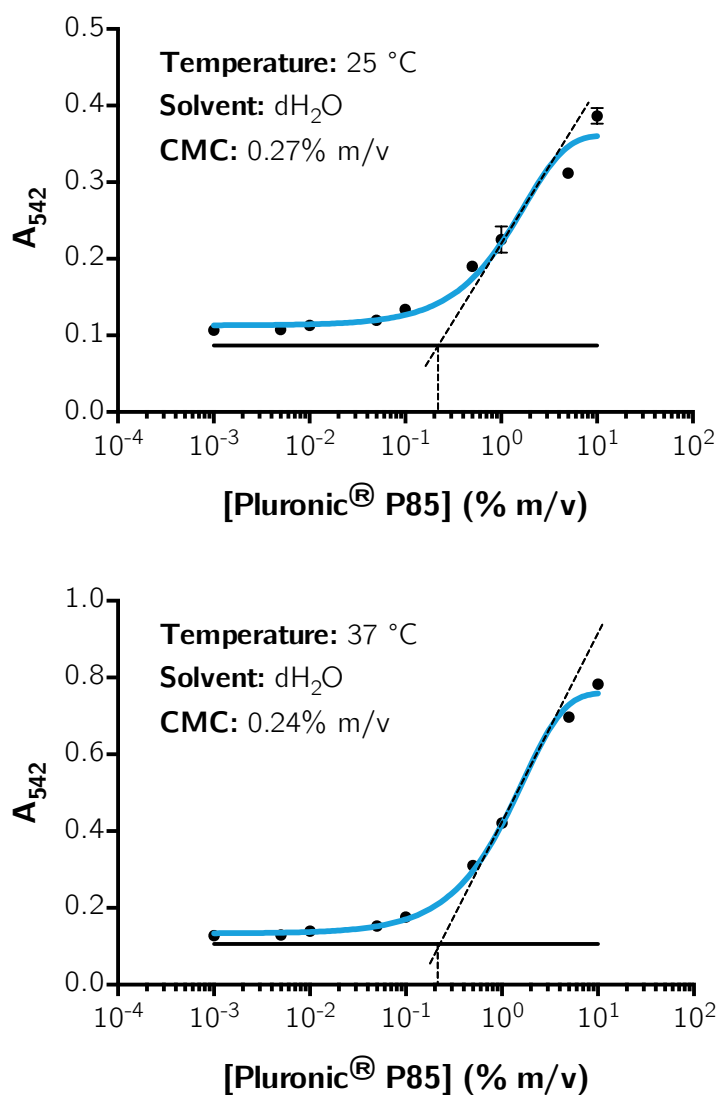 0.5
Temperature: 25 °C
0.4
Solvent: dH₂O
CMC: 0.27% m/v
0.3
A₅₄₂
0.2
0.1
0.0
10⁻⁴ 10⁻³ 10⁻² 10⁻¹ 10⁰ 10¹ 10²
[Pluronic® P85] (% m/v)
1.0
Temperature: 37 °C
0.8
Solvent: dH₂O
CMC: 0.24% m/v
0.6
A₅₄₂
0.4
0.2
0.0
10⁻⁴ 10⁻³ 10⁻² 10⁻¹ 10⁰ 10¹ 10²
[Pluronic® P85] (% m/v)